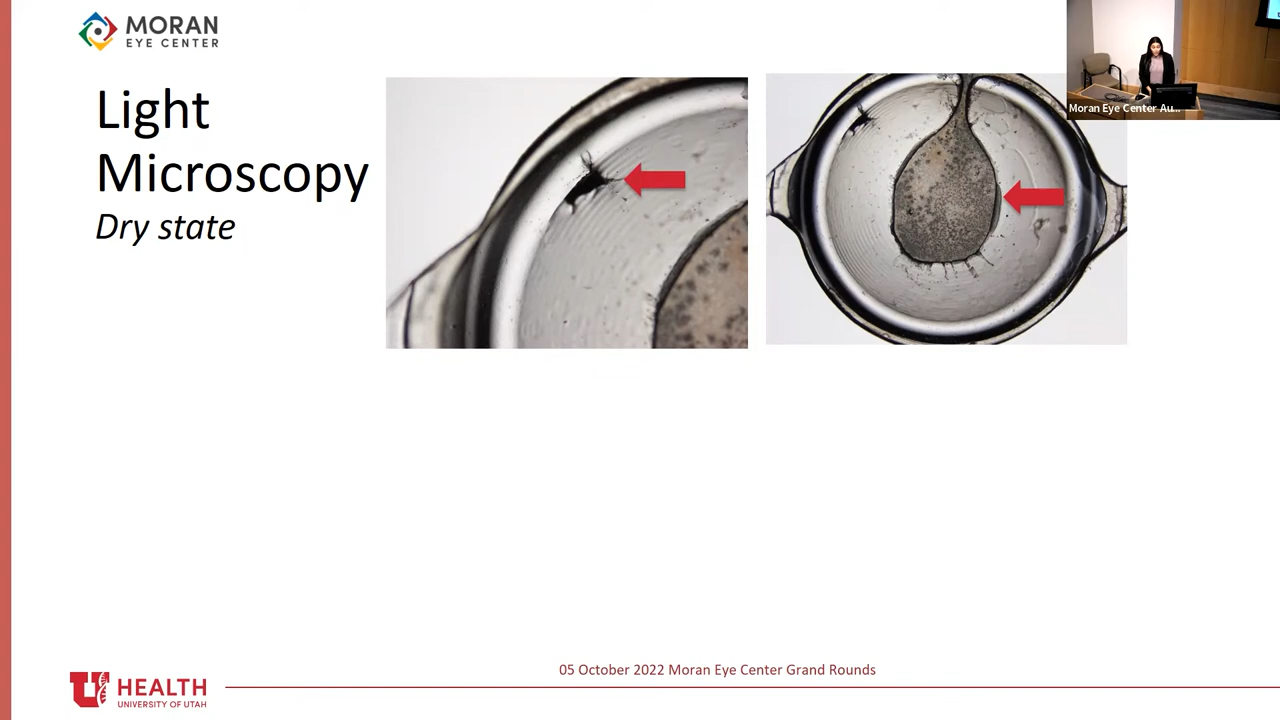 MORAN
EYE CENTER
Light
Microscopy
Dry state
Moran Eye Center Au...
05 October 2022 Moran Eye Center Grand Rounds
U HEALTH
UNIVERSITY OF UTAH